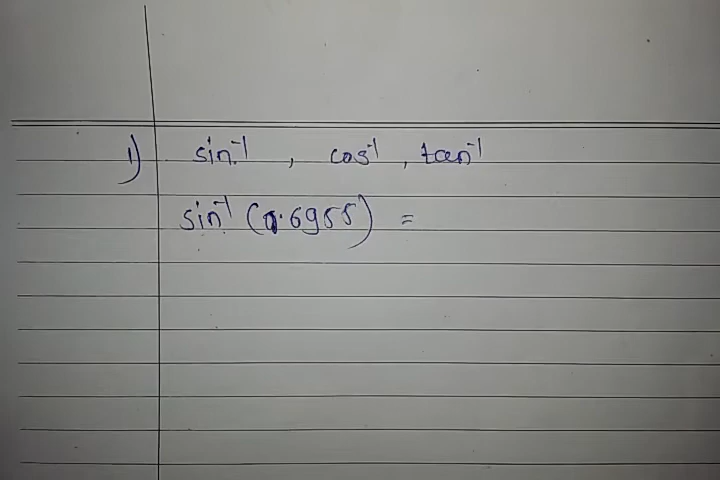 1) sin⁻¹, cos⁻¹, tan⁻¹
sin⁻¹(0.6955) =